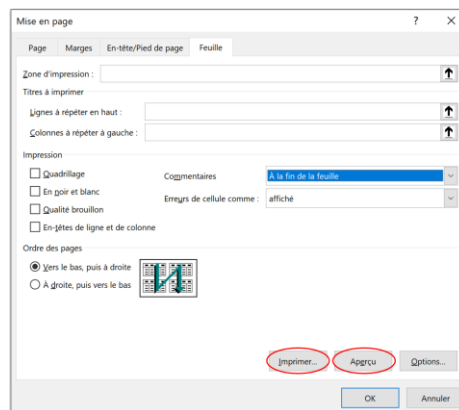 Mise en page ? X
Page Marges En-tête/Pied de page Feuille
Zone d'impression :
Titres à imprimer
Lignes à répéter en haut :
Colonnes à répéter à gauche :
Impression
Quadrillage Commentaires À la fin de la feuille
En noir et blanc Erreurs de cellule comme : affiché
Qualité brouillon
En-têtes de ligne et de colonne
Ordre des pages
Vers le bas, puis à droite
À droite, puis vers le bas
Imprimer... Aperçu Options...
OK Annuler